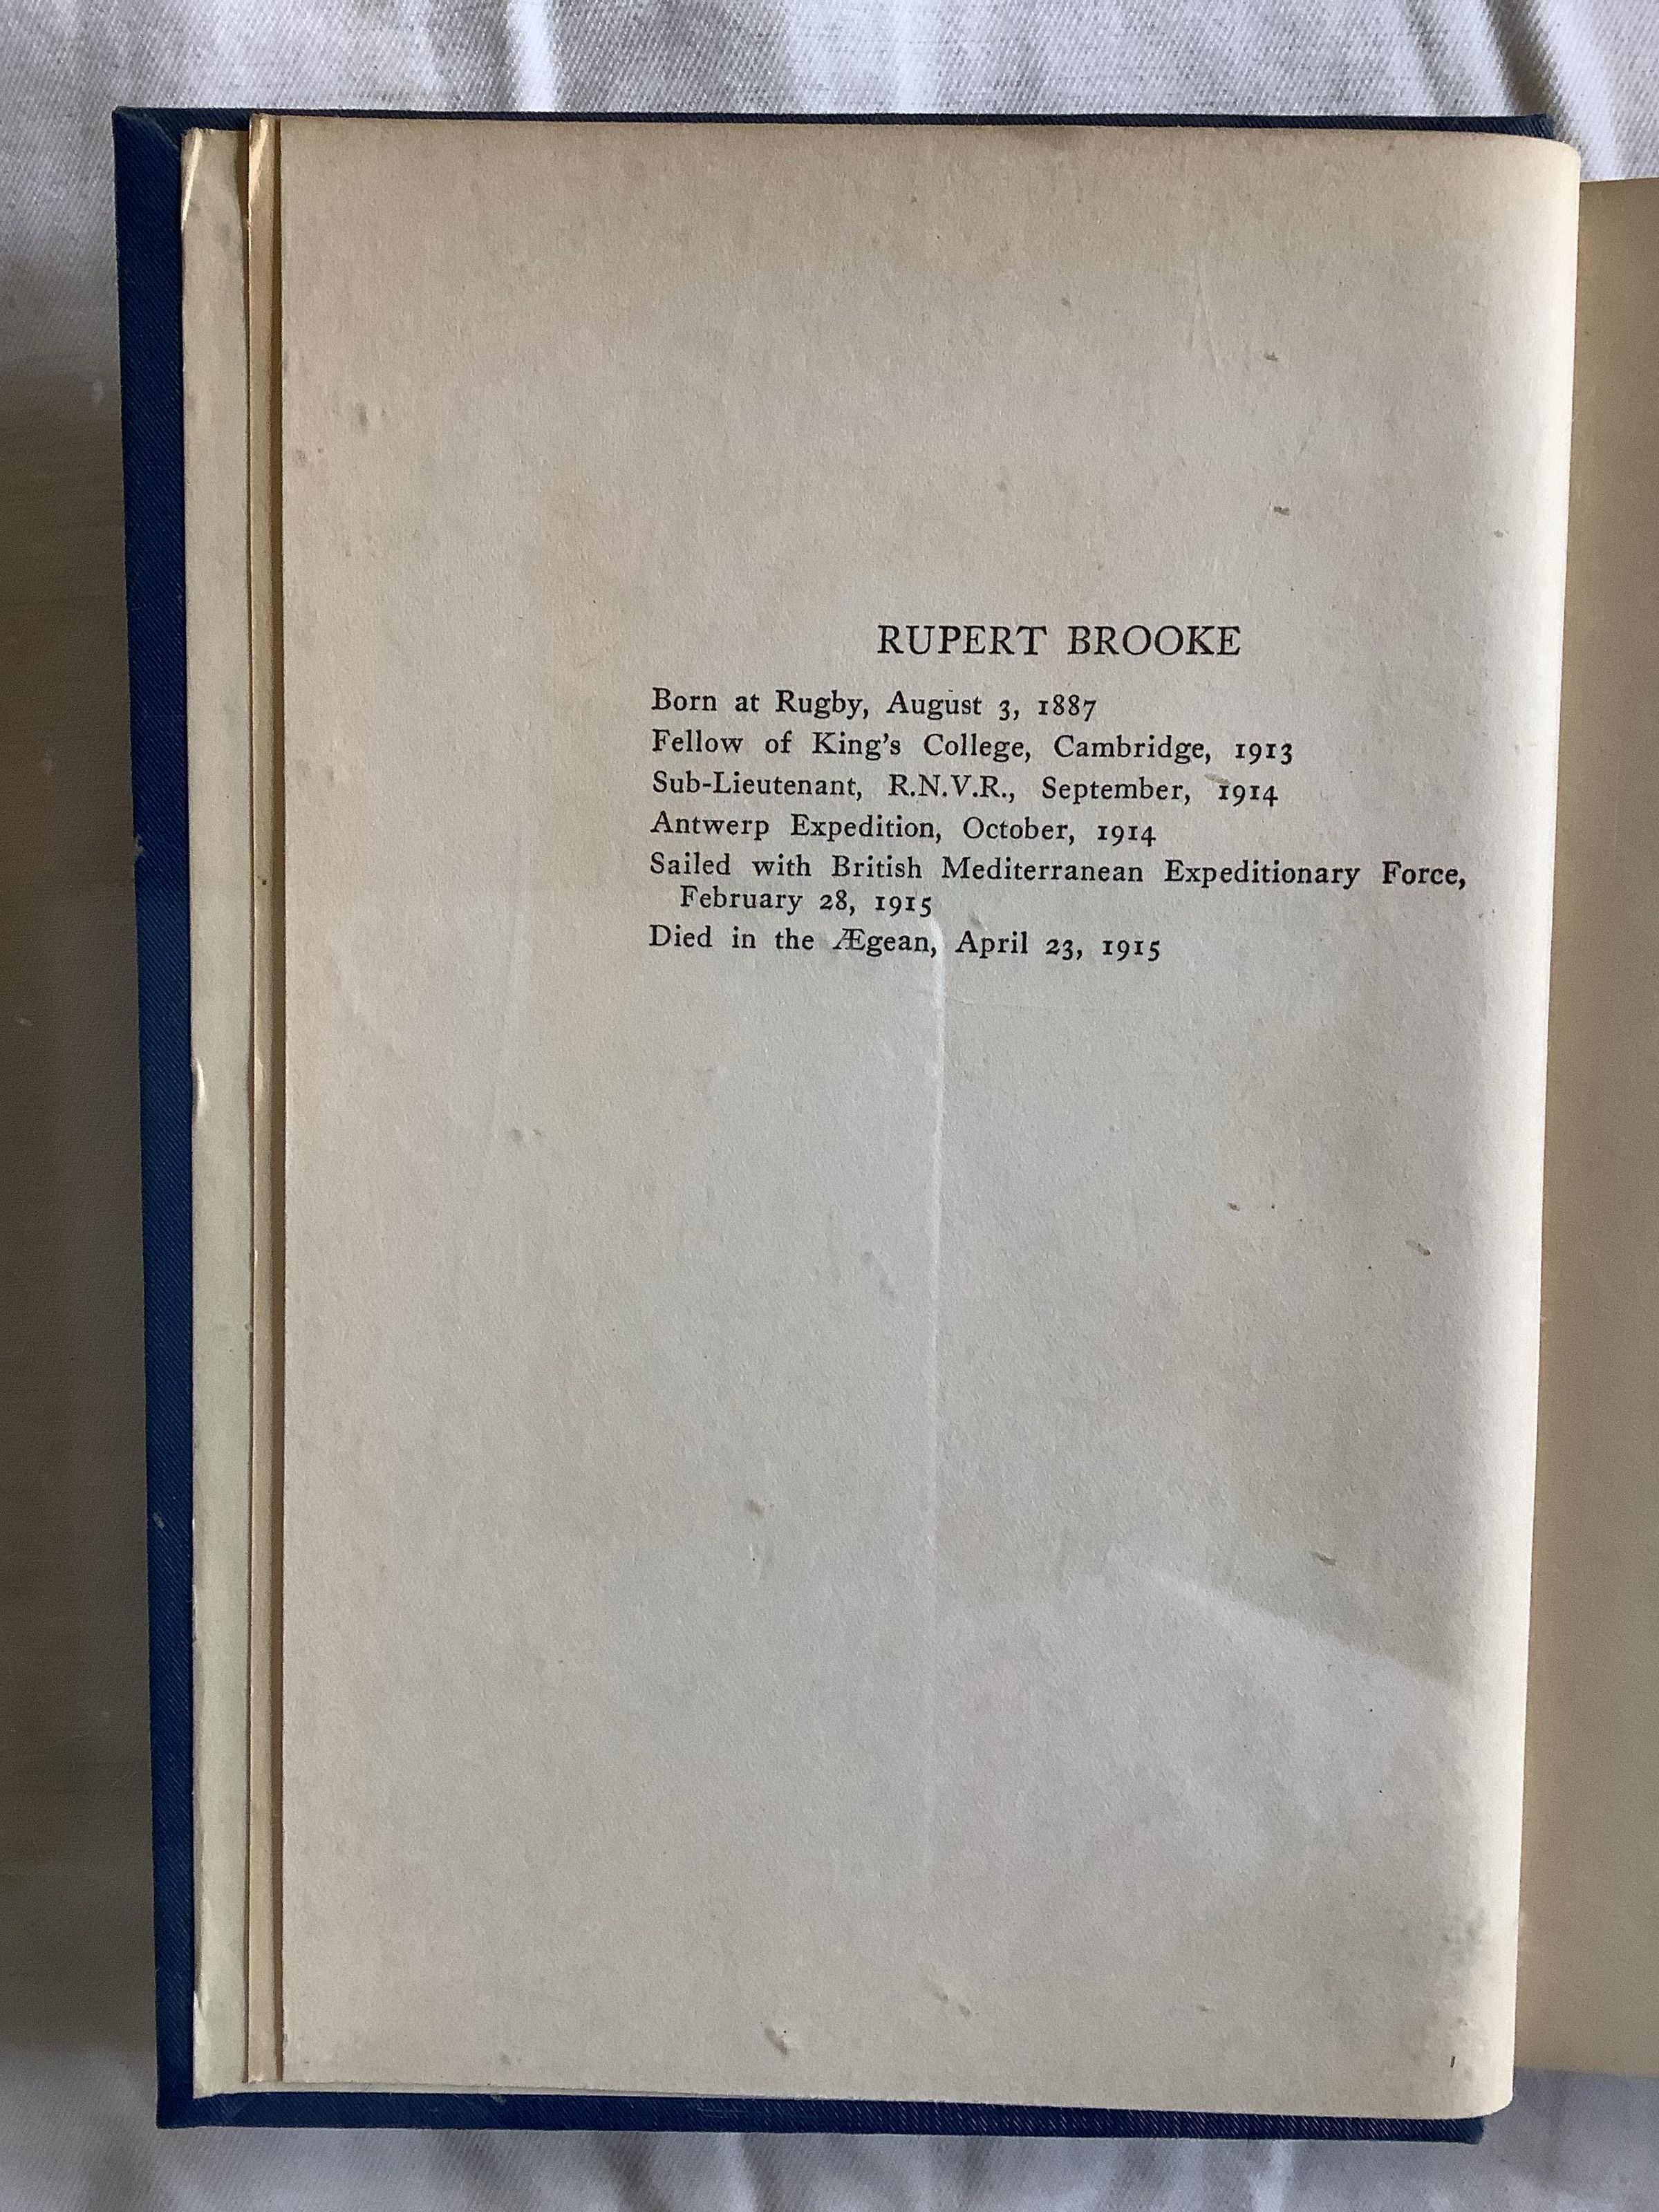 RUPERT BROOKE
Born at Rugby, August 3, 1887
Fellow of King's College, Cambridge, 1913
Sub-Lieutenant, R.N.V.R., September, 1914
Antwerp Expedition, October, 1914
Sailed with British Mediterranean Expeditionary Force,
February 28, 1915
Died in the Ægean, April 23, 1915